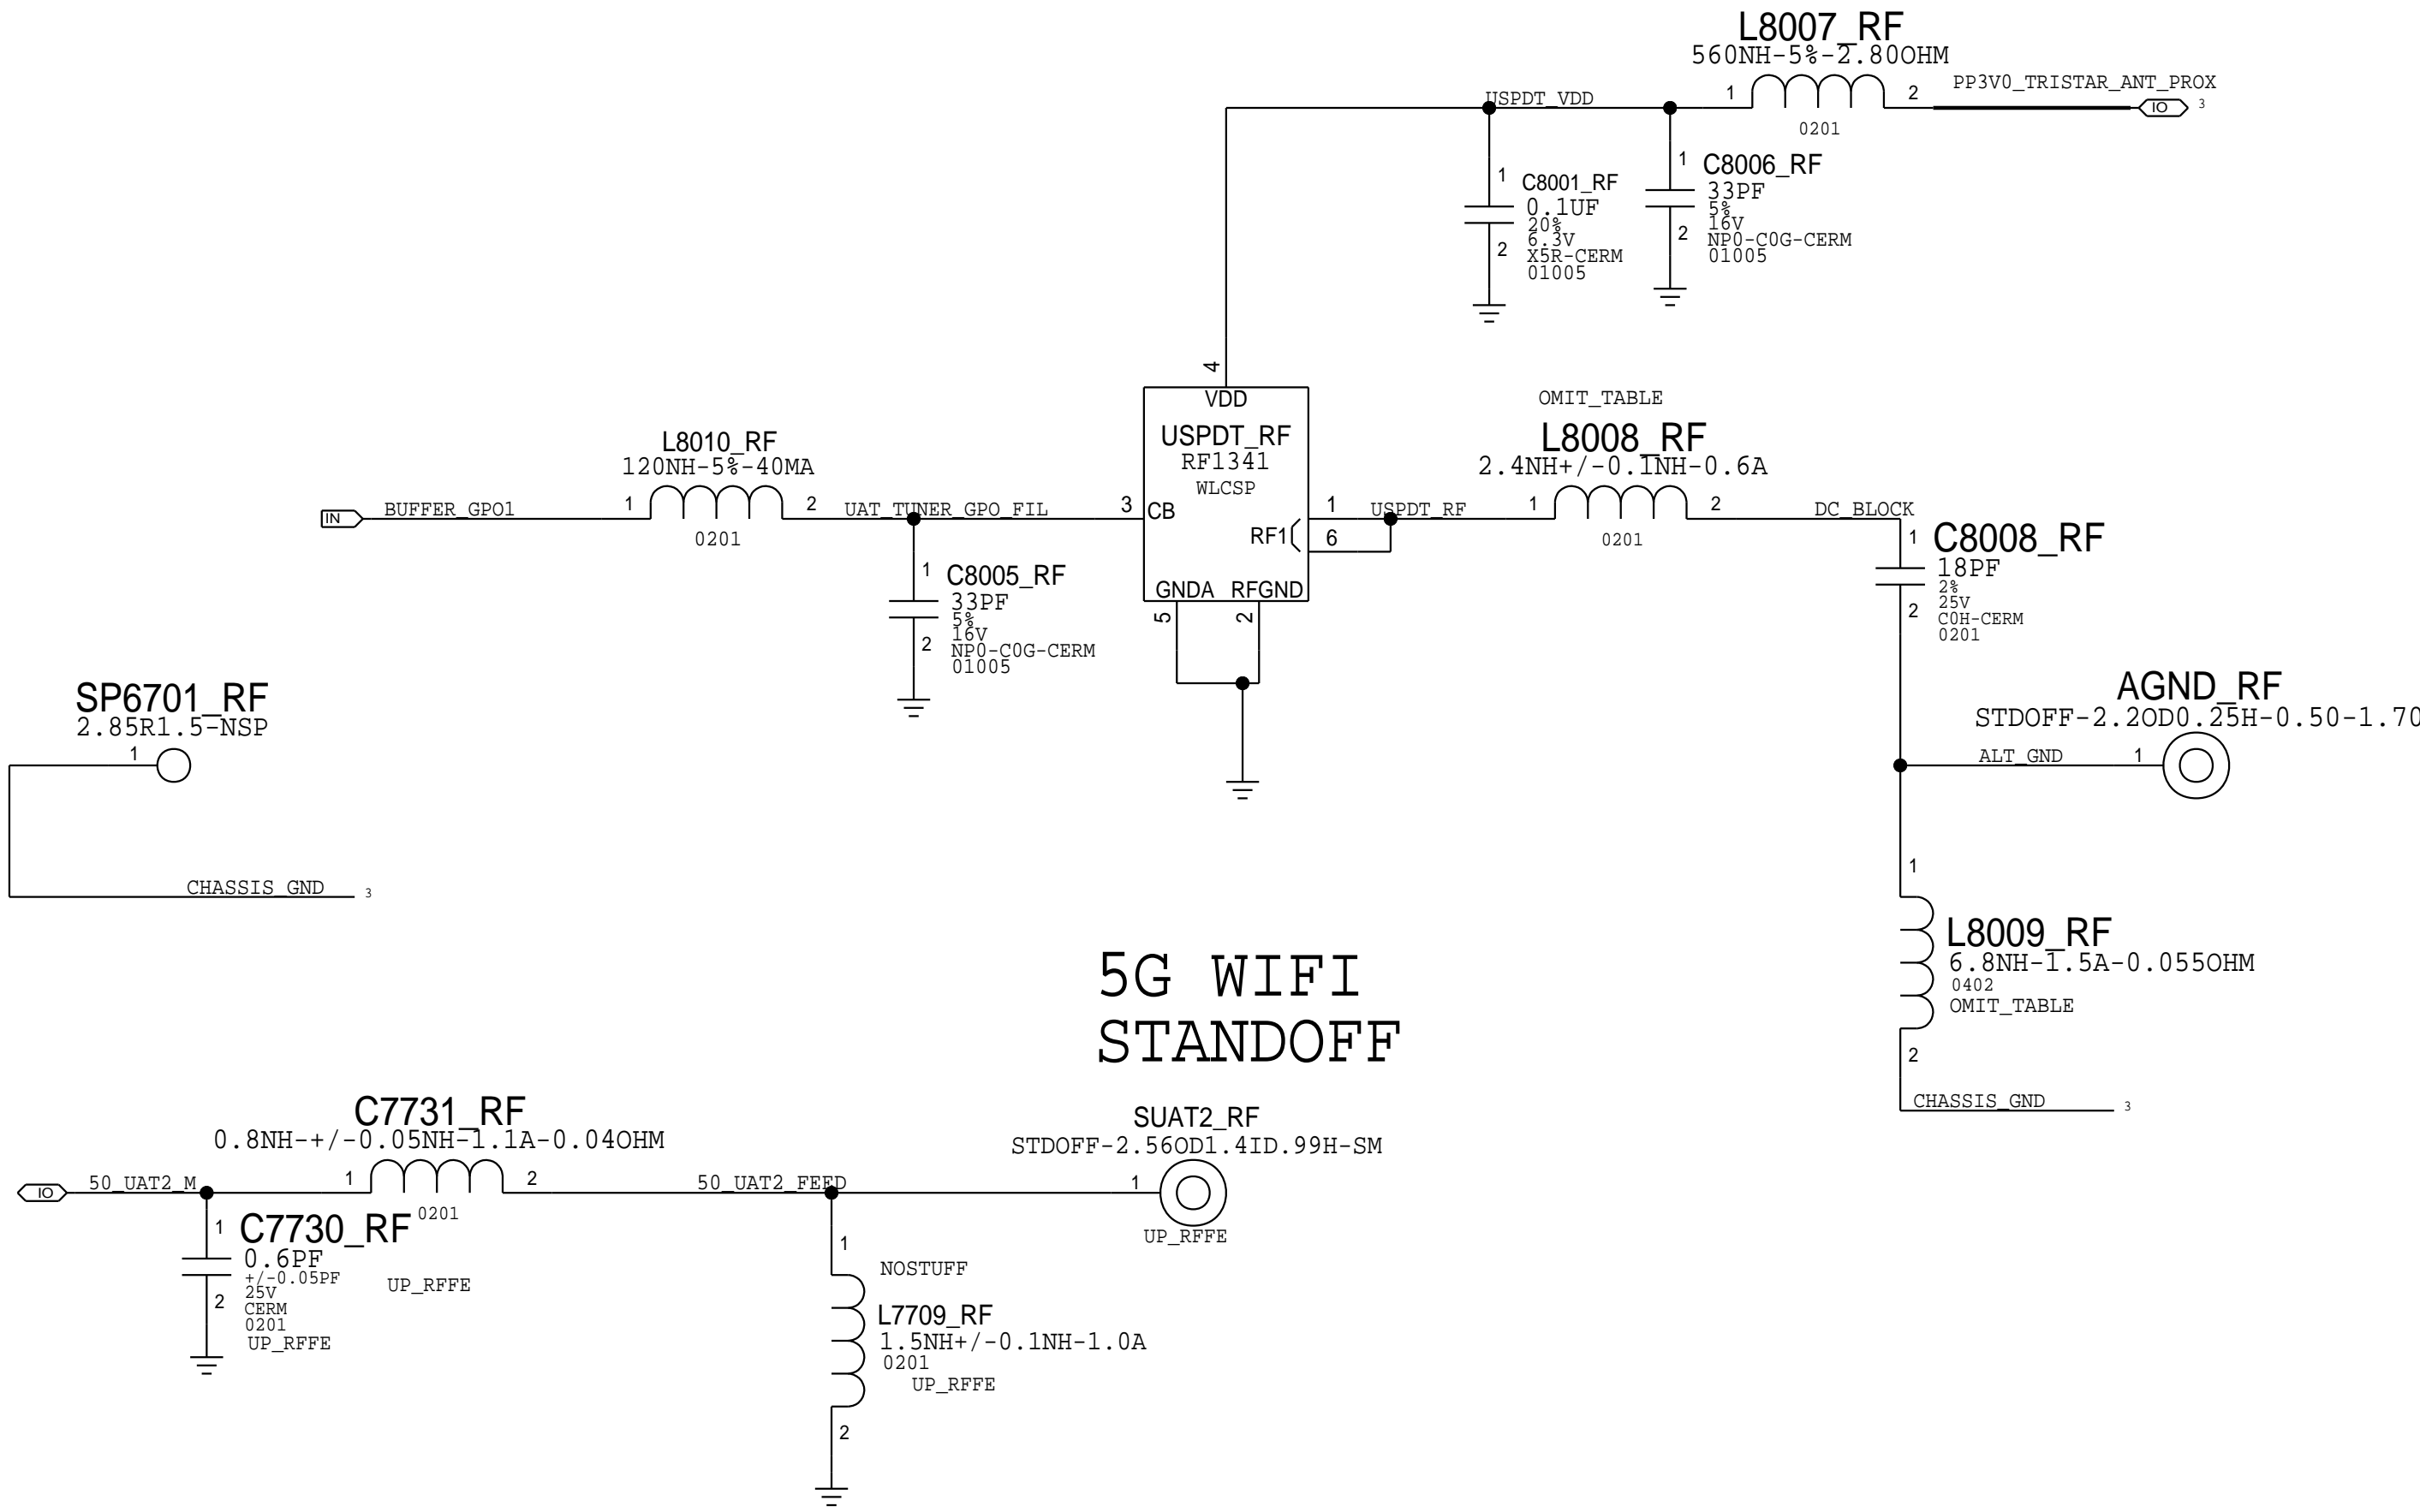 L8007_RF
560NH-5%-2.80OHM
1
2
PP3V0_TRISTAR_ANT_PROX
IO
3
0201
USPDT_VDD
1
C8001_RF
0.1UF
20%
6.3V
2
X5R-CERM
01005
1
C8006_RF
33PF
5%
16V
2
NP0-C0G-CERM
01005
4
VDD
USPDT_RF
RF1341
WLCSP
3
CB
1
RF1
6
GNDA
RFGND
5
2
L8010_RF
120NH-5%-40MA
IN
BUFFER_GPO1
1
2
UAT_TUNER_GPO_FIL
0201
1
C8005_RF
33PF
5%
16V
2
NP0-C0G-CERM
01005
OMIT_TABLE
L8008_RF
2.4NH+/-0.1NH-0.6A
USPDT_RF
1
2
0201
DC_BLOCK
1
C8008_RF
18PF
2%
25V
2
C0H-CERM
0201
SP6701_RF
2.85R1.5-NSP
1
CHASSIS_GND
3
AGND_RF
STDOFF-2.2OD0.25H-0.50-1.70
ALT_GND
1
1
L8009_RF
6.8NH-1.5A-0.055OHM
0402
OMIT_TABLE
2
CHASSIS_GND
3
5G WIFI
STANDOFF
C7731_RF
0.8NH-+/-0.05NH-1.1A-0.04OHM
IO
50_UAT2_M
1
2
0201
UP_RFFE
1
C7730_RF
0.6PF
+/-0.05PF
25V
2
CERM
0201
UP_RFFE
50_UAT2_FEED
SUAT2_RF
STDOFF-2.56OD1.4ID.99H-SM
1
UP_RFFE
1
NOSTUFF
L7709_RF
1.5NH+/-0.1NH-1.0A
0201
UP_RFFE
2